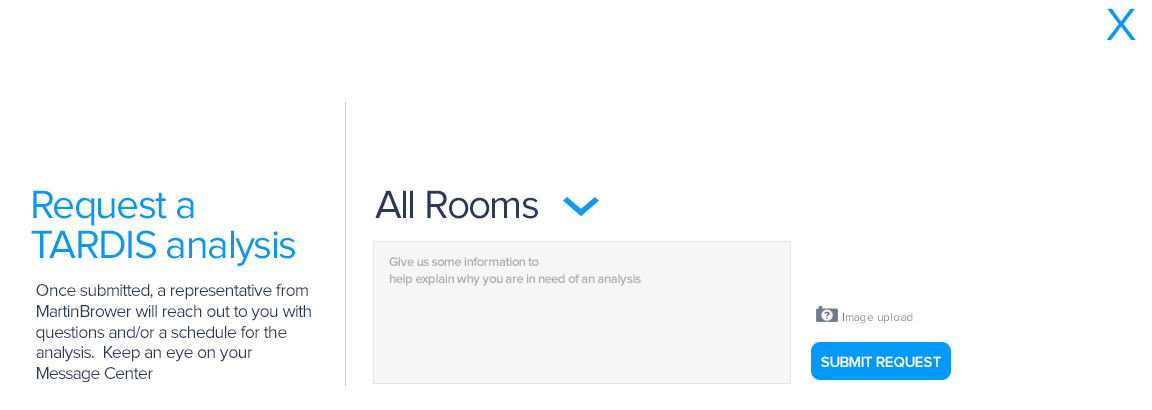 X
Request a
TARDIS analysis
Once submitted, a representative from
MartinBrower will reach out to you with
questions and/or a schedule for the
analysis.  Keep an eye on your
Message Center
All Rooms
Give us some information to
help explain why you are in need of an analysis
Image upload
SUBMIT REQUEST